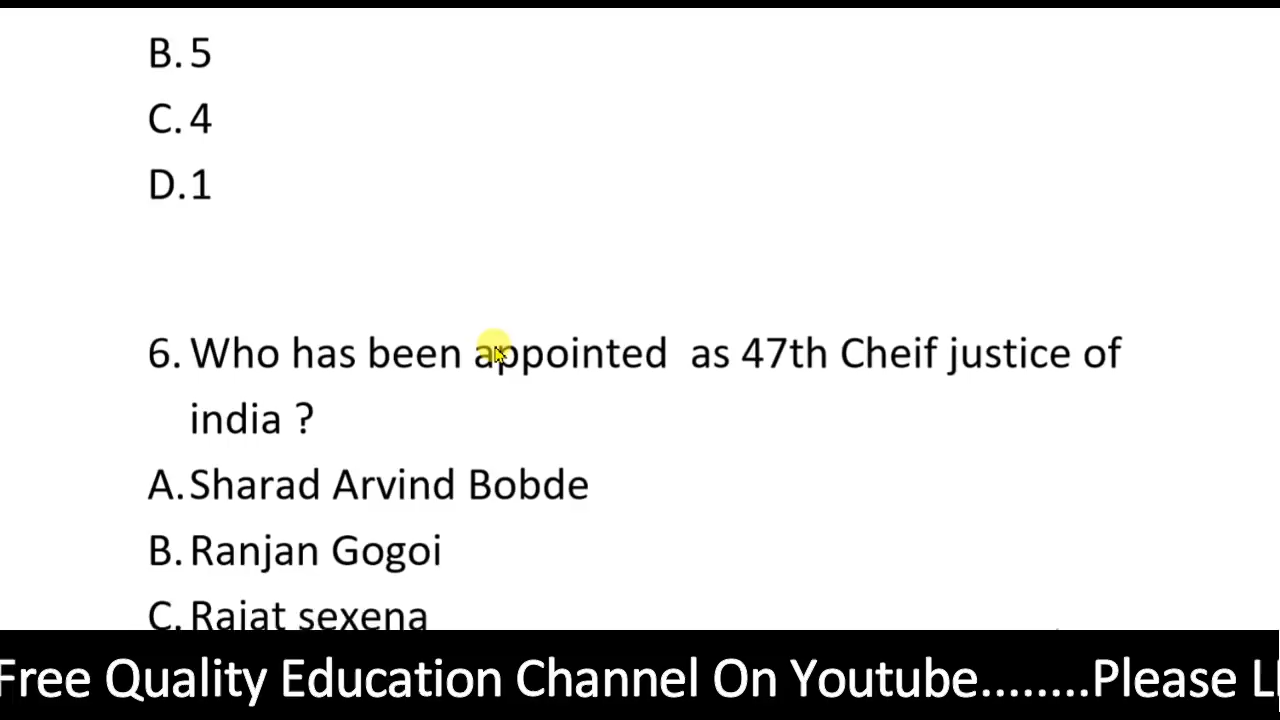 B. 5
C. 4
D. 1
6. Who has been appointed as 47th Cheif justice of
india ?
A. Sharad Arvind Bobde
B. Ranjan Gogoi
C. Rajat sexena
Free Quality Education Channel On Youtube........Please L